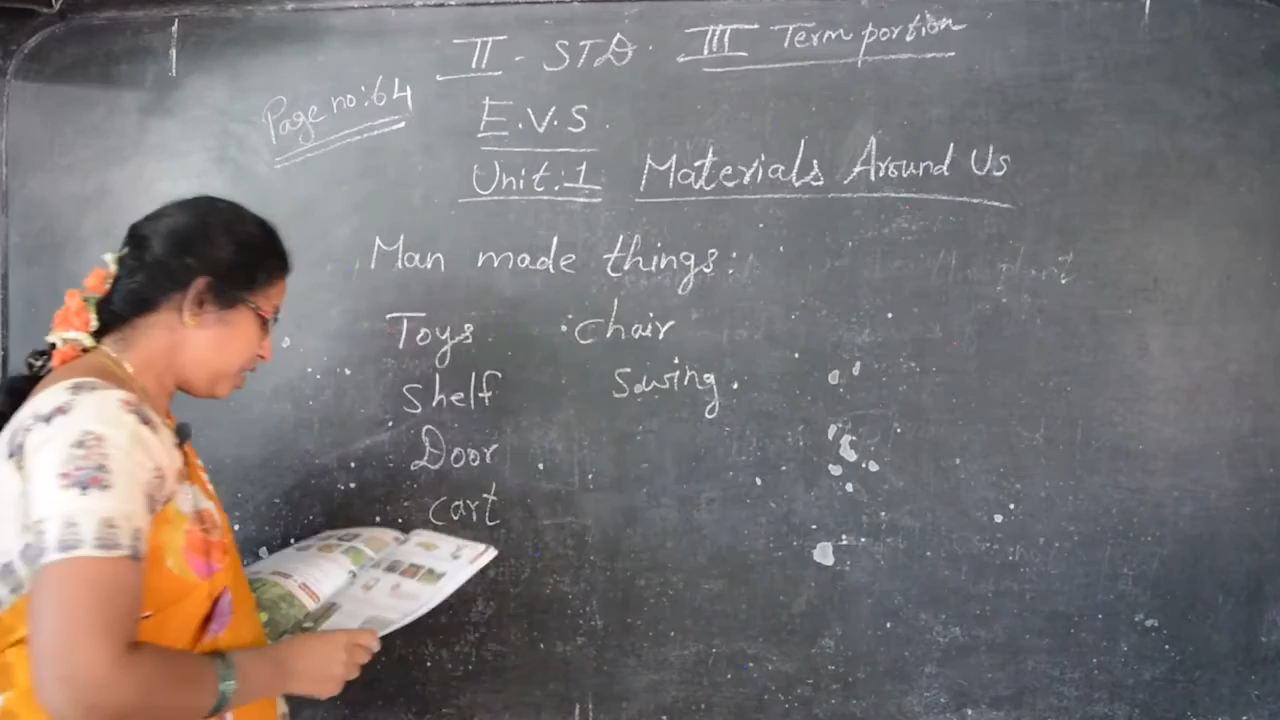 II - STD. III Term portion
Page no:64
E.V.S.
Unit:1 Materials Around Us
Man made things:
Toys chair
Shelf Swing.
Door
cart